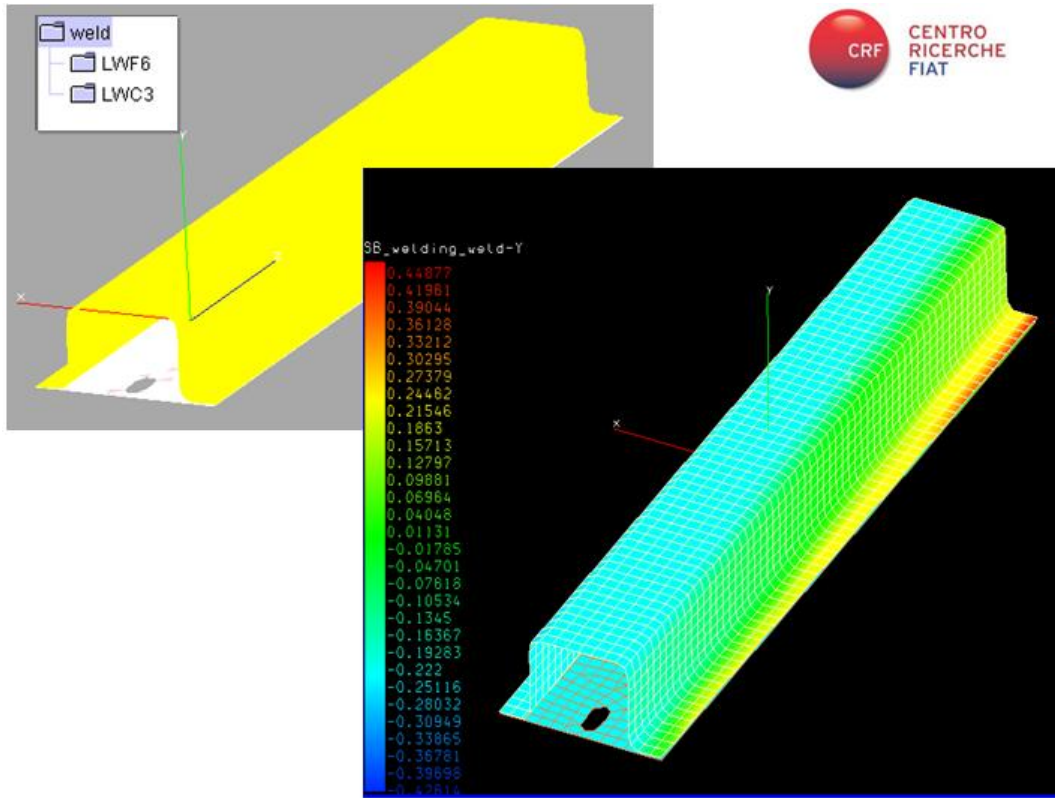 weld
LWF6
LWC3
CRF
CENTRO
RICERCHE
FIAT
Y
X
Z
SB_welding_weld-Y
0.44877
0.41961
0.39044
0.36128
0.33212
0.30295
0.27379
0.24462
0.21546
0.1863
0.15713
0.12797
0.09881
0.06964
0.04048
0.01131
-0.01785
-0.04701
-0.07618
-0.10534
-0.1345
-0.16367
-0.19283
-0.222
-0.25116
-0.28032
-0.30949
-0.33865
-0.36781
-0.39698
-0.42614
Y
X